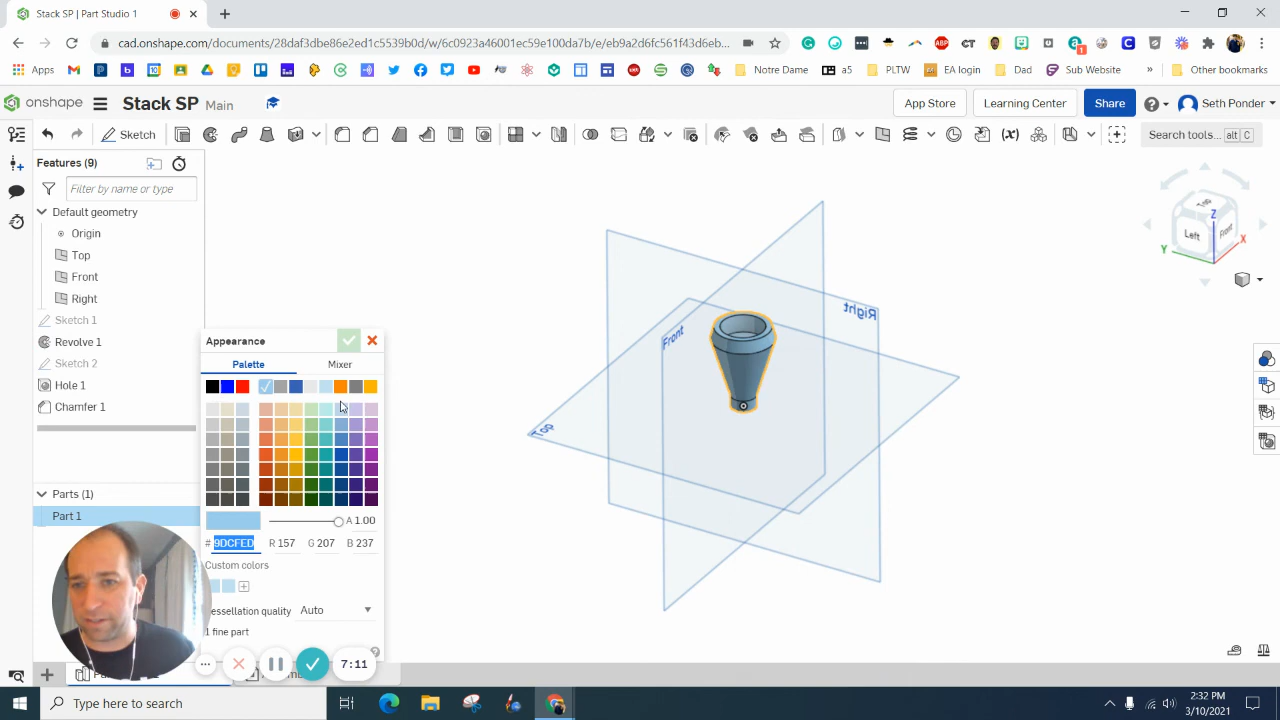 Stack SP | Part Studio 1
cad.onshape.com/documents/28daf3db86e2ed1c5539b0dw/6c0923a46001ec59e100da7b/e/eb9a2d6fc561f43d6eb...
Apps
Notre Dame
a5
PLTW
EA login
Dad
Sub Website
»
Other bookmarks
onshape
Stack SP Main
App Store
Learning Center
Share
Seth Ponder
Sketch
Search tools... alt C
Features (9)
Filter by name or type
Default geometry
Origin
Top
Front
Right
Sketch 1
Revolve 1
Sketch 2
Hole 1
Chamfer 1
Parts (1)
Part 1
Appearance
Palette
Mixer
A 1.00
# 9DCFED R 157 G 207 B 237
Custom colors
essellation quality Auto
1 fine part
7:11
Front
Right
Top
Top
Left
Front
Z
Y
X
Type here to search
2:32 PM
3/10/2021